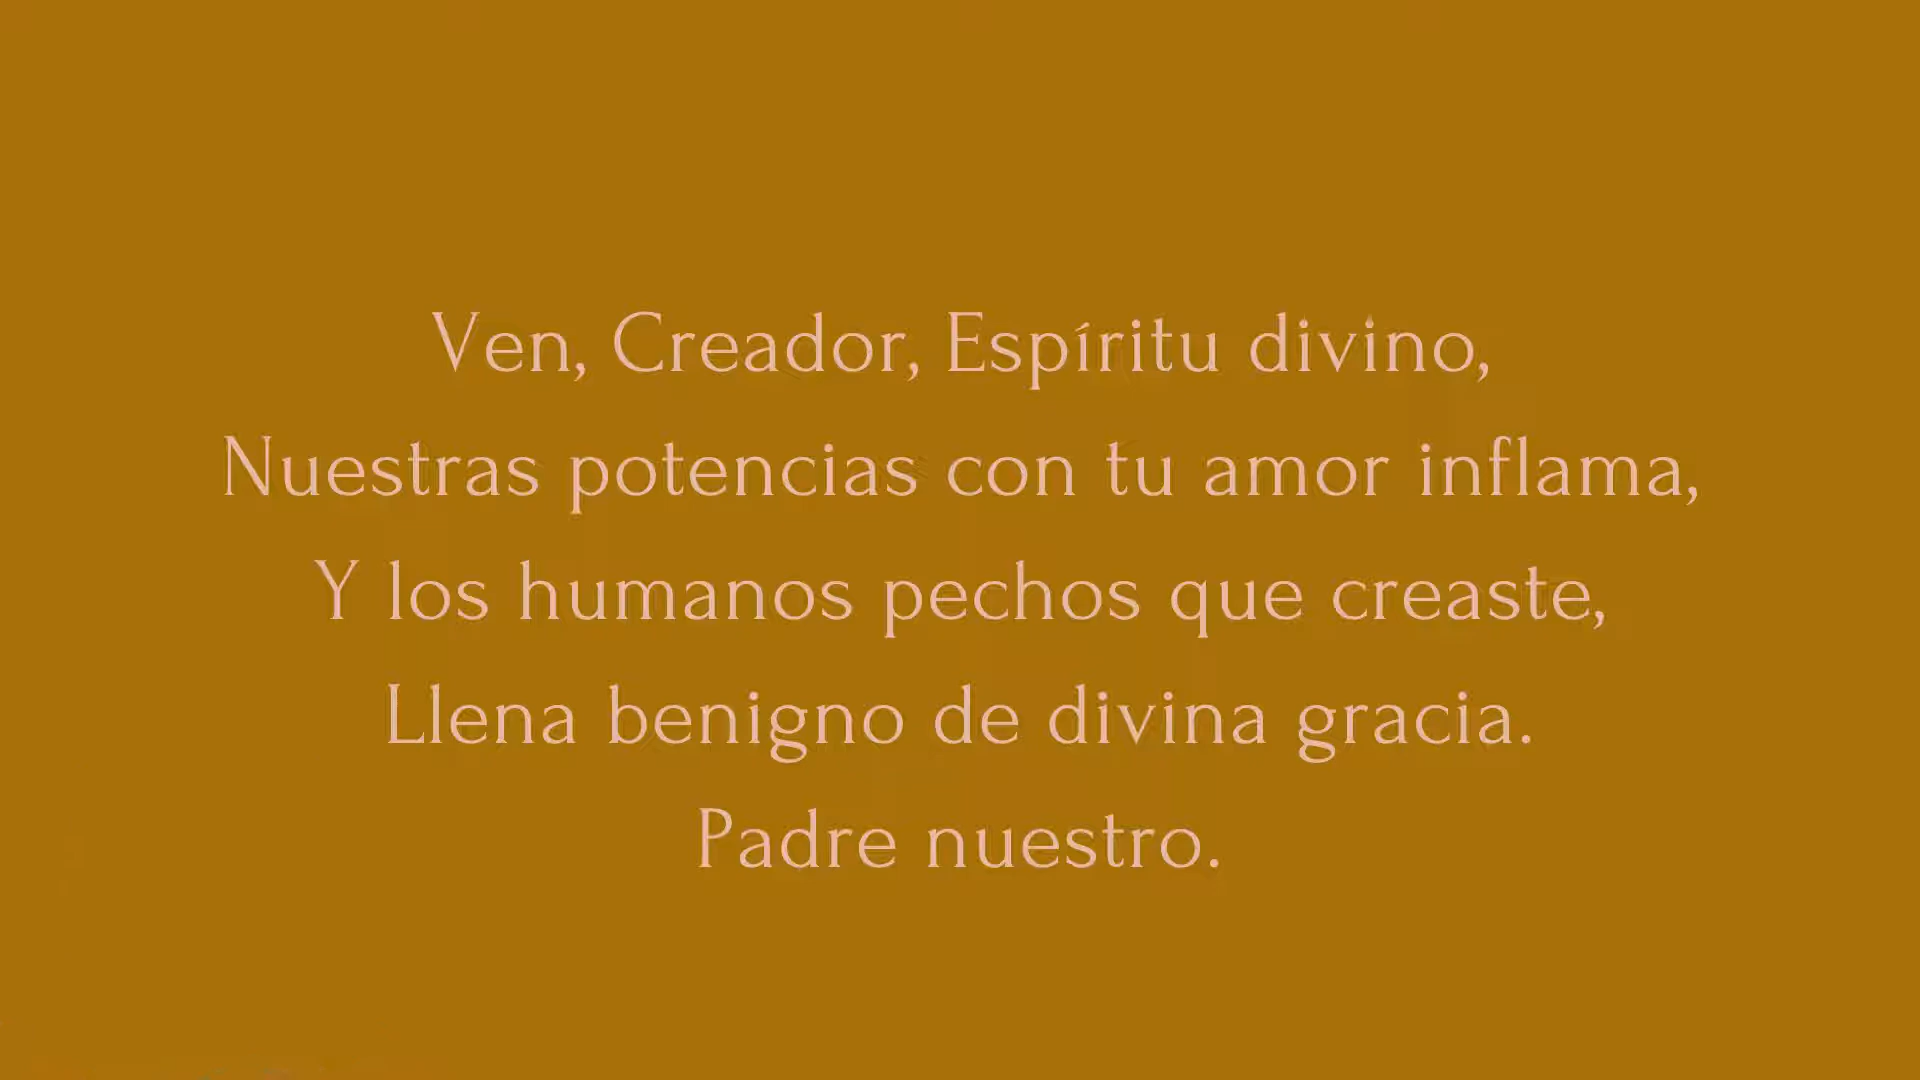 Ven, Creador, Espíritu divino,
Nuestras potencias con tu amor inflama,
Y los humanos pechos que creaste,
Llena benigno de divina gracia.
Padre nuestro.